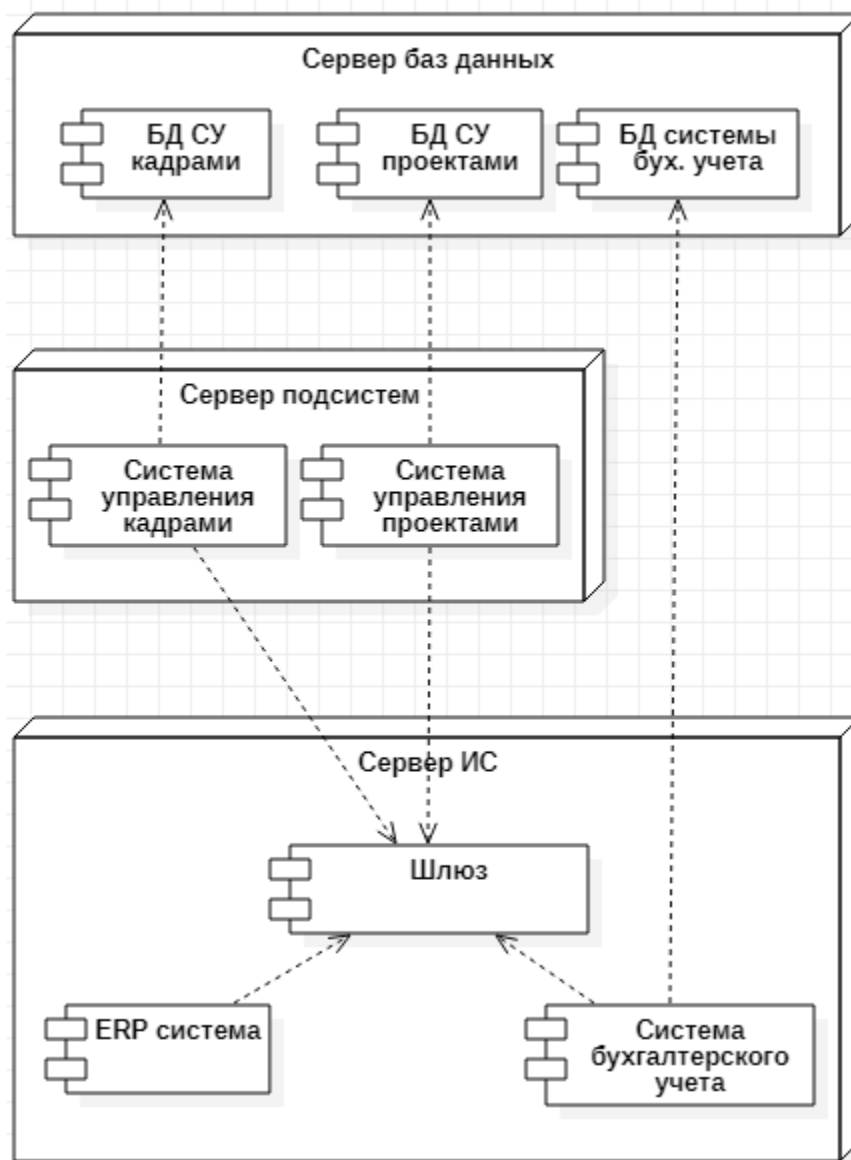 Сервер баз данных
БД СУ
кадрами
БД СУ
проектами
БД системы
бух. учета
Сервер подсистем
Система
управления
кадрами
Система
управления
проектами
Сервер ИС
Шлюз
ERP система
Система
бухгалтерского
учета